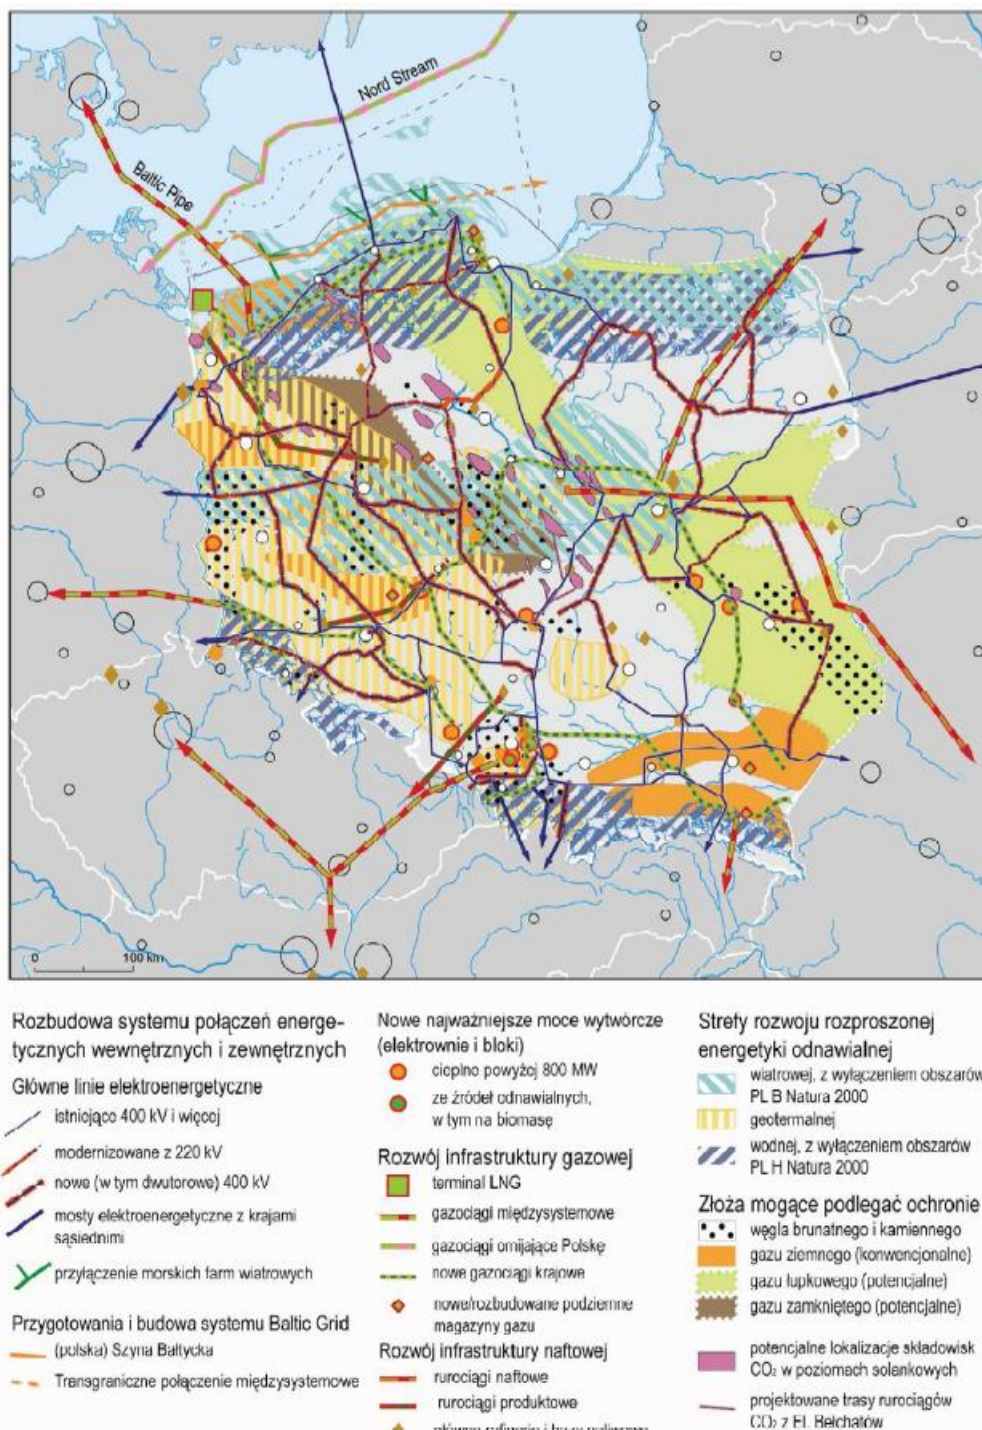 Nord Stream
Baltic Pipe
0 100 km
Rozbudowa systemu połączeń energe-
tycznych wewnętrznych i zewnętrznych
Główne linie elektroenergetyczne
istniejące 400 kV i więcej
modernizowane z 220 kV
nowe (w tym dwutorowe) 400 kV
mosty elektroenergetyczne z krajami
sąsiednimi
przyłączenie morskich farm wiatrowych
Przygotowania i budowa systemu Baltic Grid
(polska) Szyna Bałtycka
Transgraniczne połączenie międzysystemowe
Nowe najważniejsze moce wytwórcze
(elektrownie i bloki)
cieplne powyżej 800 MW
ze źródeł odnawialnych,
w tym na biomasę
Rozwój infrastruktury gazowej
terminal LNG
gazociągi międzysystemowe
gazociągi omijające Polskę
nowe gazociągi krajowe
nowe/rozbudowane podziemne
magazyny gazu
Rozwój infrastruktury naftowej
rurociągi naftowe
rurociągi produktowe
główne rafinerie i bazy paliwowe
Strefy rozwoju rozproszonej
energetyki odnawialnej
wiatrowej, z wyłączeniem obszarów
PL B Natura 2000
geotermalnej
wodnej, z wyłączeniem obszarów
PL H Natura 2000
Złoża mogące podlegać ochronie
węgla brunatnego i kamiennego
gazu ziemnego (konwencjonalne)
gazu łupkowego (potencjalne)
gazu zamkniętego (potencjalne)
potencjalne lokalizacje składowisk
CO₂ w poziomach solankowych
projektowane trasy rurociągów
CO₂ z El. Bełchatów